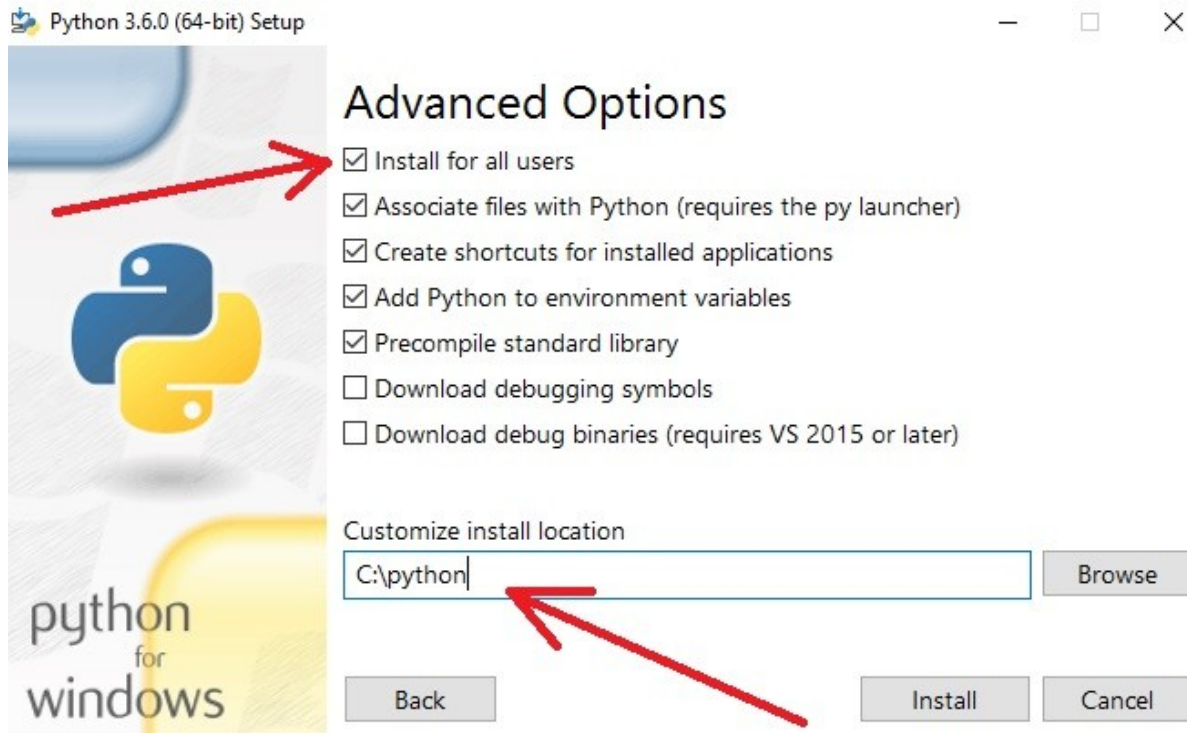 Python 3.6.0 (64-bit) Setup
Advanced Options
Install for all users
Associate files with Python (requires the py launcher)
Create shortcuts for installed applications
Add Python to environment variables
Precompile standard library
Download debugging symbols
Download debug binaries (requires VS 2015 or later)
Customize install location
C:\python
Browse
python
for
windows
Back
Install
Cancel